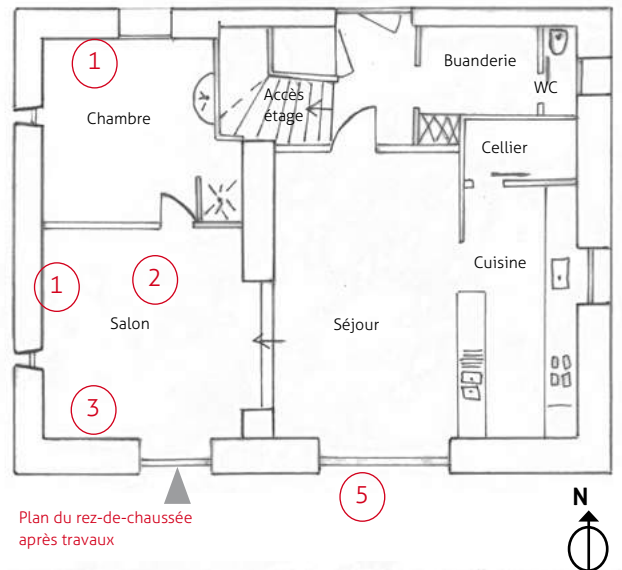 1
Buanderie
WC
Accès
étage
Chambre
Cellier
Cuisine
1
2
Salon
Séjour
3
5
N
Plan du rez-de-chaussée
après travaux